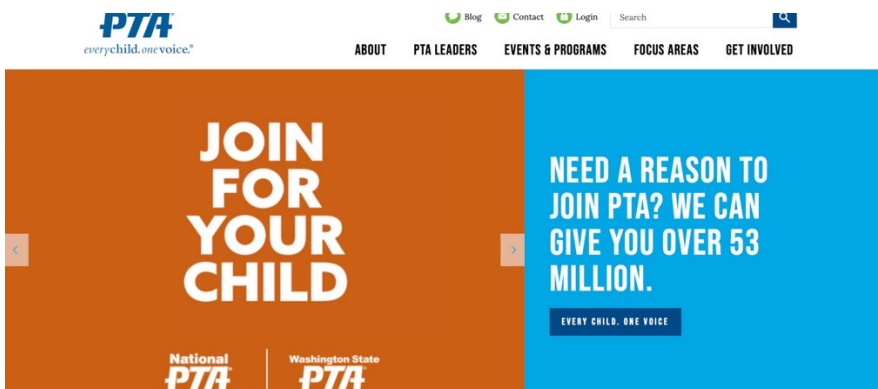 PTA
everychild.onevoice.®
Blog Contact Login Search
ABOUT PTA LEADERS EVENTS & PROGRAMS FOCUS AREAS GET INVOLVED
JOIN
FOR
YOUR
CHILD
National
PTA
Washington State
PTA
NEED A REASON TO
JOIN PTA? WE CAN
GIVE YOU OVER 53
MILLION.
EVERY CHILD. ONE VOICE